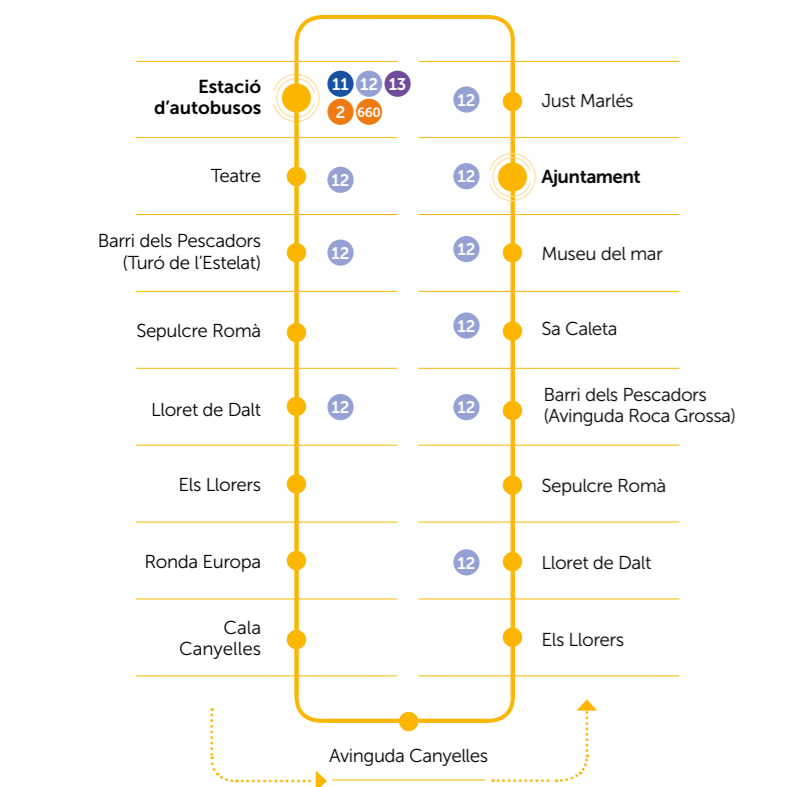 Estació
d'autobusos
11 12 13
2 660
12
Just Marlés
Teatre
12
12
Ajuntament
Barri dels Pescadors
(Turó de l'Estelat)
12
12
Museu del mar
Sepulcre Romà
12
Sa Caleta
Lloret de Dalt
12
12
Barri dels Pescadors
(Avinguda Roca Grossa)
Els Llorers
Sepulcre Romà
Ronda Europa
12
Lloret de Dalt
Cala
Canyelles
Els Llorers
Avinguda Canyelles